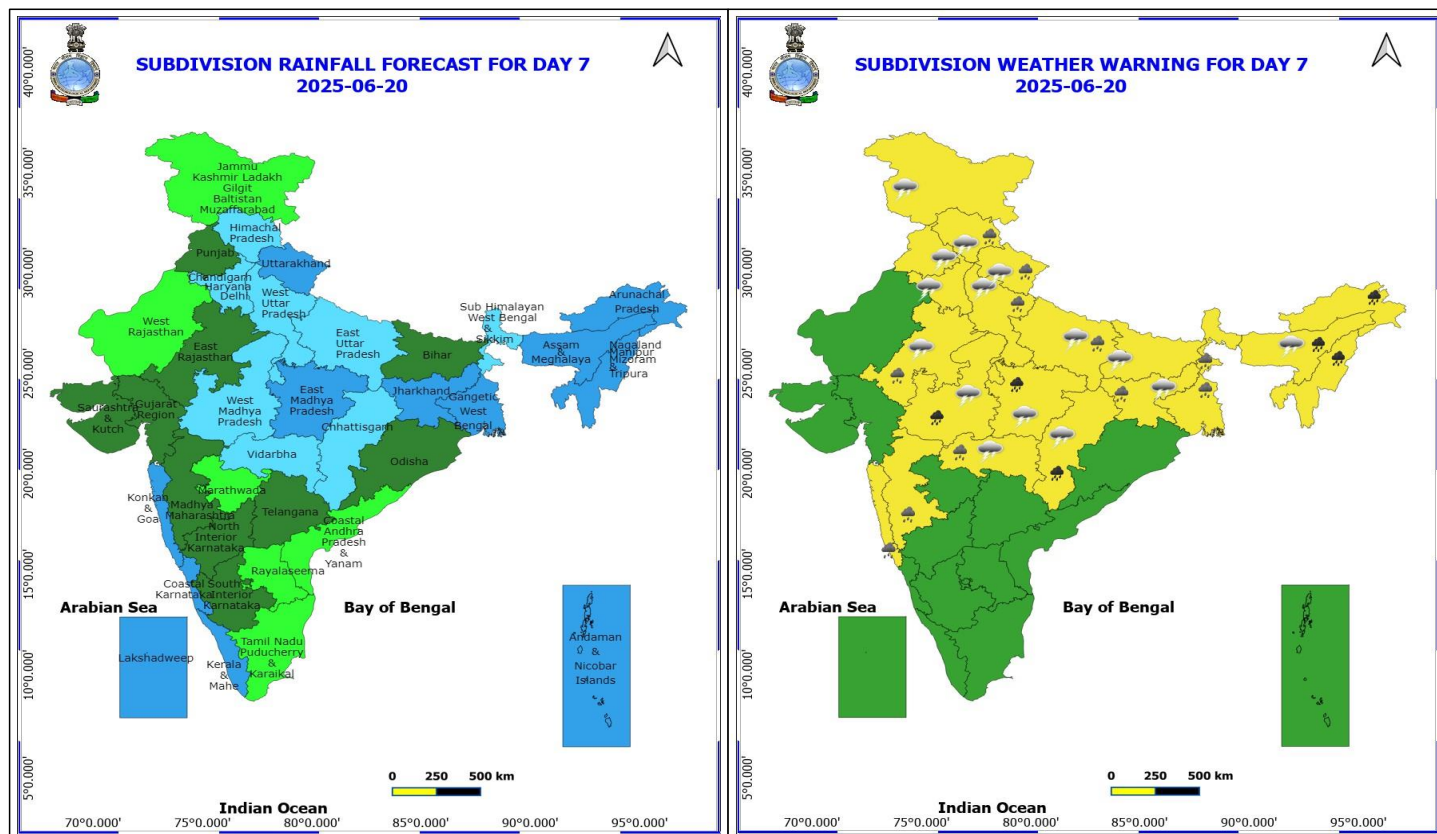 SUBDIVISION RAINFALL FORECAST FOR DAY 7
2025-06-20
40°0.000'
35°0.000'
30°0.000'
25°0.000'
20°0.000'
15°0.000'
10°0.000'
5°0.000'
Jammu
Kashmir Ladakh
Gilgit
Baltistan
Muzaffarabad
Himachal
Pradesh
Punjab
Uttarakhand
Chandigarh
Haryana
Delhi
West
Uttar
Pradesh
West
Rajasthan
East
Rajasthan
East
Uttar
Pradesh
Bihar
Sub Himalayan
West Bengal
&
Sikkim
Arunachal
Pradesh
Assam
&
Meghalaya
Nagaland
Manipur
Mizoram
&
Tripura
Saurashtra
&
Kutch
Gujarat
Region
West
Madhya
Pradesh
East
Madhya
Pradesh
Jharkhand
Gangetic
West
Bengal
Chhattisgarh
Vidarbha
Odisha
Konkan
&
Goa
Madhya
Maharashtra
Marathwada
Telangana
North
Interior
Karnataka
Coastal
Andhra
Pradesh
&
Yanam
Rayalaseema
Coastal
Karnataka
South
Interior
Karnataka
Tamil Nadu
Puducherry
&
Karaikal
Kerala
&
Mahe
Lakshadweep
Andaman
&
Nicobar
Islands
Arabian Sea
Bay of Bengal
Indian Ocean
0 250 500 km
70°0.000' 75°0.000' 80°0.000' 85°0.000' 90°0.000' 95°0.000'
SUBDIVISION WEATHER WARNING FOR DAY 7
2025-06-20
40°0.000'
35°0.000'
30°0.000'
25°0.000'
20°0.000'
15°0.000'
10°0.000'
5°0.000'
Arabian Sea
Bay of Bengal
Indian Ocean
0 250 500 km
70°0.000' 75°0.000' 80°0.000' 85°0.000' 90°0.000' 95°0.000'